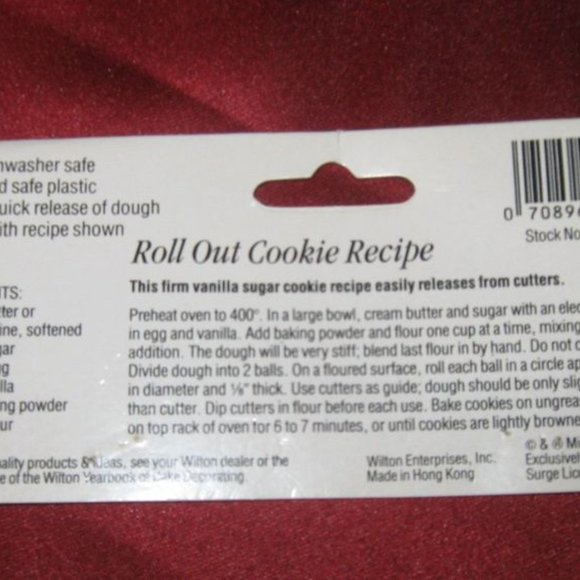 hwasher safe
d safe plastic
uick release of dough
ith recipe shown
0 7089
Stock No
Roll Out Cookie Recipe
This firm vanilla sugar cookie recipe easily releases from cutters.
TS:
ter or
ine, softened
gar
g
lla
ng powder
ur
Preheat oven to 400°. In a large bowl, cream butter and sugar with an elec
in egg and vanilla. Add baking powder and flour one cup at a time, mixing
addition. The dough will be very stiff; blend last flour in by hand. Do not c
Divide dough into 2 balls. On a floured surface, roll each ball in a circle ap
in diameter and ⅛" thick. Use cutters as guide; dough should be only slig
than cutter. Dip cutters in flour before each use. Bake cookies on ungrea
on top rack of oven for 6 to 7 minutes, or until cookies are lightly browne
ality products & ideas, see your Wilton dealer or the
e of the Wilton Yearbook of Cake Decorating.
Wilton Enterprises, Inc.
Made in Hong Kong
© & ® M
Exclusively
Surge Lic